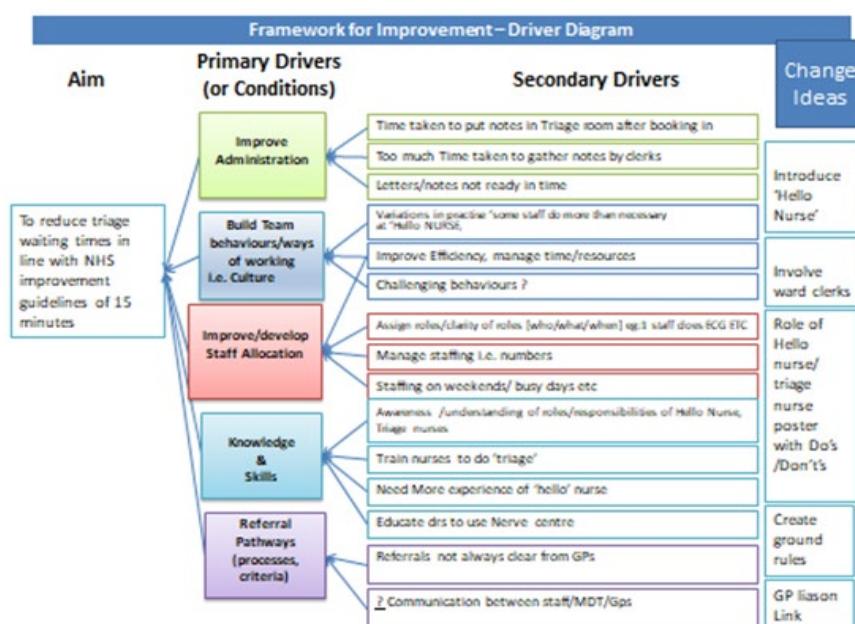 Framework for Improvement – Driver Diagram
Aim
Primary Drivers
(or Conditions)
Secondary Drivers
Change
Ideas
To reduce triage
waiting times in
line with NHS
improvement
guidelines of 15
minutes
Improve
Administration
Build Team
behaviours/ways
of working
i.e. Culture
Improve/develop
Staff Allocation
Knowledge
&
Skills
Referral
Pathways
(processes,
criteria)
Time taken to put notes in Triage room after booking in
Too much Time taken to gather notes by clerks
Letters/notes not ready in time
Variations in practise 'some staff do more than necessary
at "Hello NURSE,
Improve Efficiency, manage time/resources
Challenging behaviours ?
Assign roles/clarity of roles [who/what/when] eg:1 staff does ECG ETC
Manage staffing i.e. numbers
Staffing on weekends/ busy days etc
Awareness /understanding of roles/responsibilities of Hello Nurse,
Triage nurses
Train nurses to do 'triage'
Need More experience of 'hello' nurse
Educate drs to use Nerve centre
Referrals not always clear from GPs
? Communication between staff/MDT/Gps
Introduce
'Hello
Nurse'
Involve
ward clerks
Role of
Hello
nurse/
triage
nurse
poster
with Do's
/Don't's
Create
ground
rules
GP liason
Link